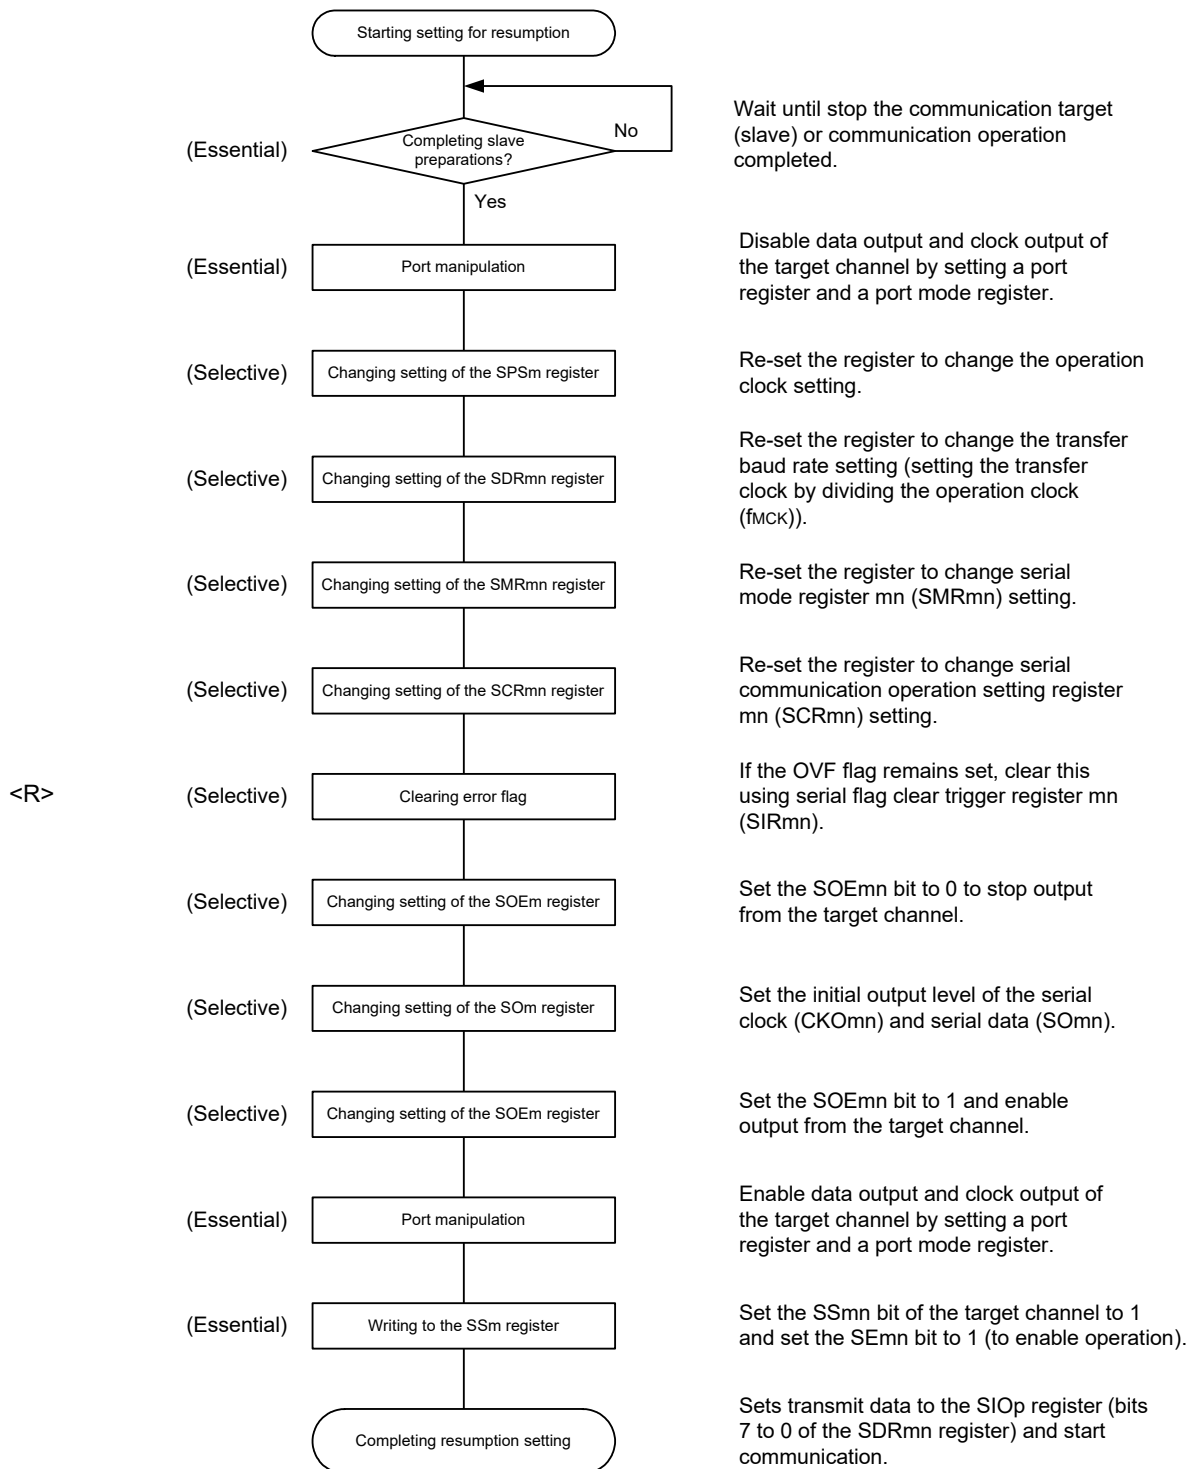 Starting setting for resumption
(Essential)
Completing slave
preparations?
No
Yes
Wait until stop the communication target
(slave) or communication operation
completed.
(Essential)
Port manipulation
Disable data output and clock output of
the target channel by setting a port
register and a port mode register.
(Selective)
Changing setting of the SPSm register
Re-set the register to change the operation
clock setting.
(Selective)
Changing setting of the SDRmn register
Re-set the register to change the transfer
baud rate setting (setting the transfer
clock by dividing the operation clock
(fMCK)).
(Selective)
Changing setting of the SMRmn register
Re-set the register to change serial
mode register mn (SMRmn) setting.
(Selective)
Changing setting of the SCRmn register
Re-set the register to change serial
communication operation setting register
mn (SCRmn) setting.
<R>
(Selective)
Clearing error flag
If the OVF flag remains set, clear this
using serial flag clear trigger register mn
(SIRmn).
(Selective)
Changing setting of the SOEm register
Set the SOEmn bit to 0 to stop output
from the target channel.
(Selective)
Changing setting of the SOm register
Set the initial output level of the serial
clock (CKOmn) and serial data (SOmn).
(Selective)
Changing setting of the SOEm register
Set the SOEmn bit to 1 and enable
output from the target channel.
(Essential)
Port manipulation
Enable data output and clock output of
the target channel by setting a port
register and a port mode register.
(Essential)
Writing to the SSm register
Set the SSmn bit of the target channel to 1
and set the SEmn bit to 1 (to enable operation).
Completing resumption setting
Sets transmit data to the SIOp register (bits
7 to 0 of the SDRmn register) and start
communication.